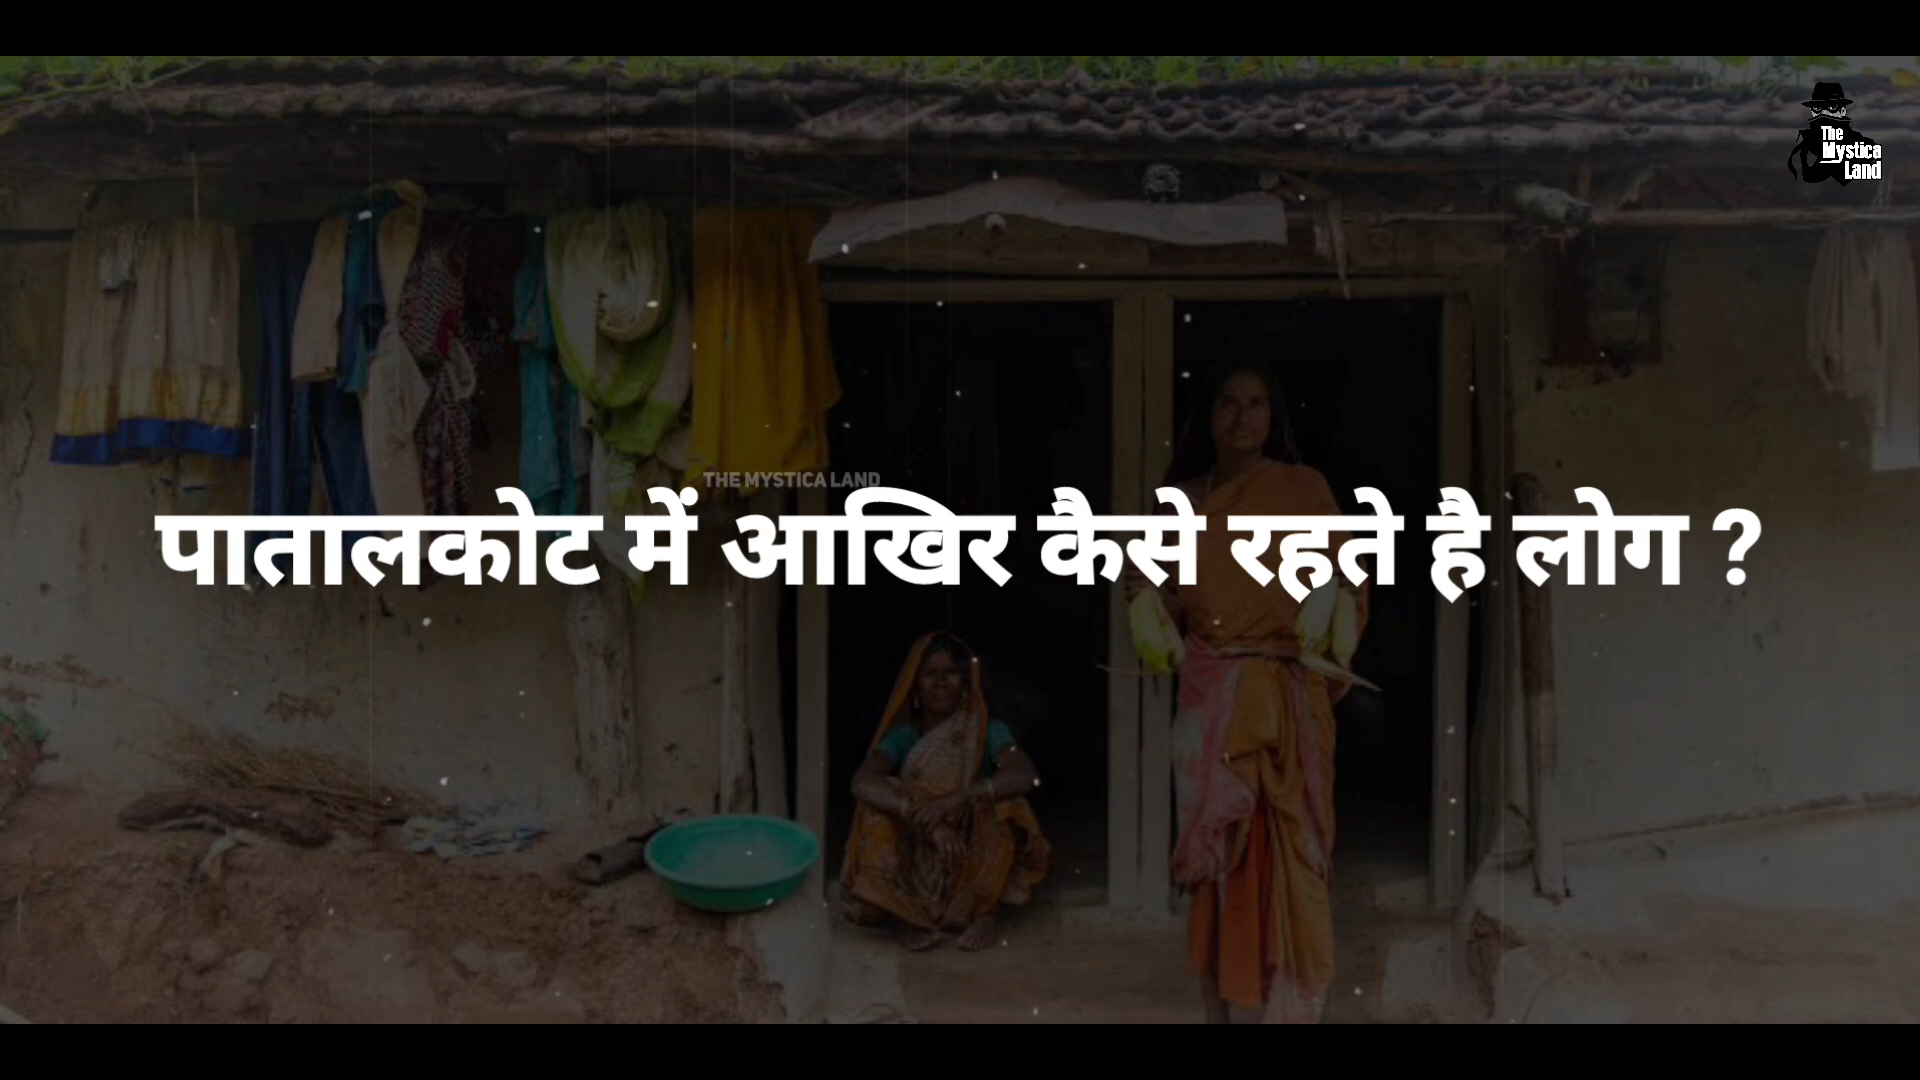 The
Mystica
Land
THE MYSTICA LAND
पातालकोट में आखिर कैसे रहते है लोग ?